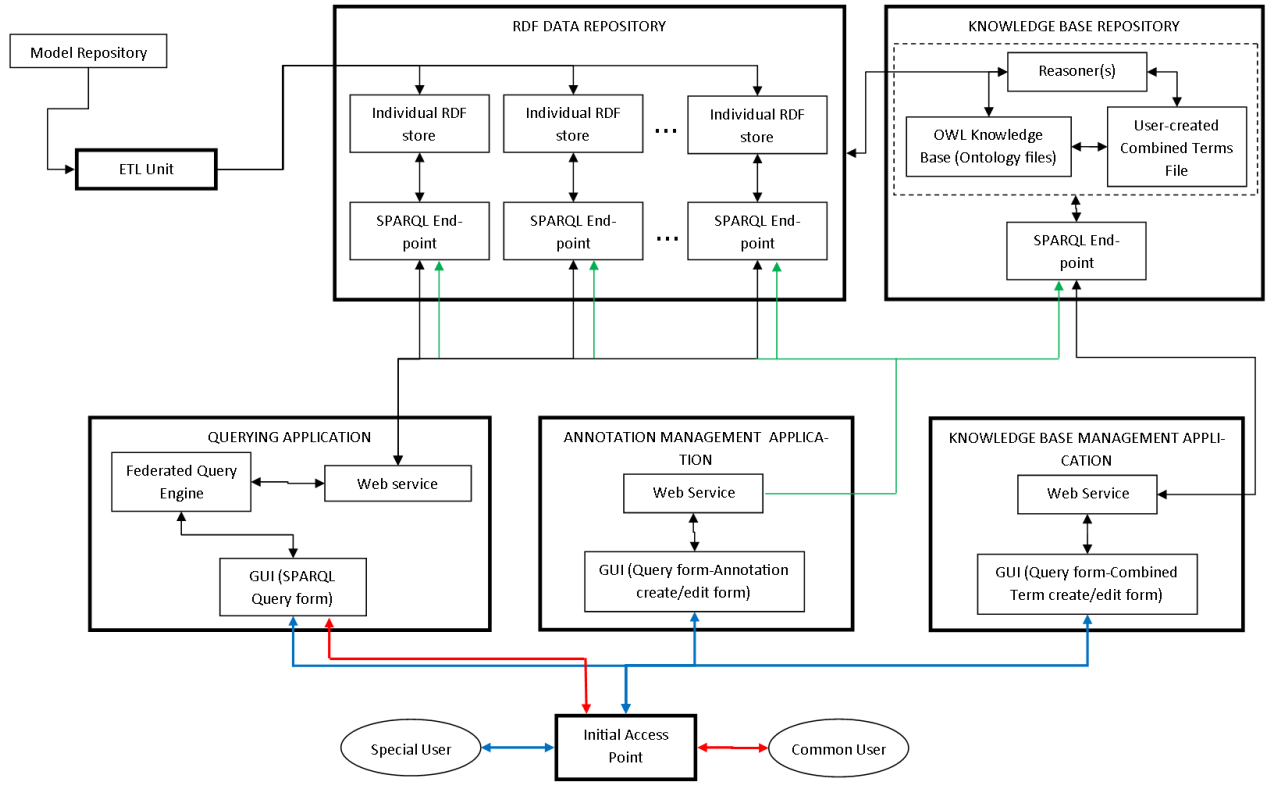 RDF DATA REPOSITORY
KNOWLEDGE BASE REPOSITORY
Model Repository
ETL Unit
Individual RDF
store
Individual RDF
store
...
Individual RDF
store
SPARQL End-
point
SPARQL End-
point
...
SPARQL End-
point
Reasoner(s)
OWL Knowledge
Base (Ontology files)
User-created
Combined Terms
File
SPARQL End-
point
QUERYING APPLICATION
Federated Query
Engine
Web service
GUI (SPARQL
Query form)
ANNOTATION MANAGEMENT APPLICA-
TION
Web Service
GUI (Query form-Annotation
create/edit form)
KNOWLEDGE BASE MANAGEMENT APPLI-
CATION
Web Service
GUI (Query form-Combined
Term create/edit form)
Special User
Initial Access
Point
Common User